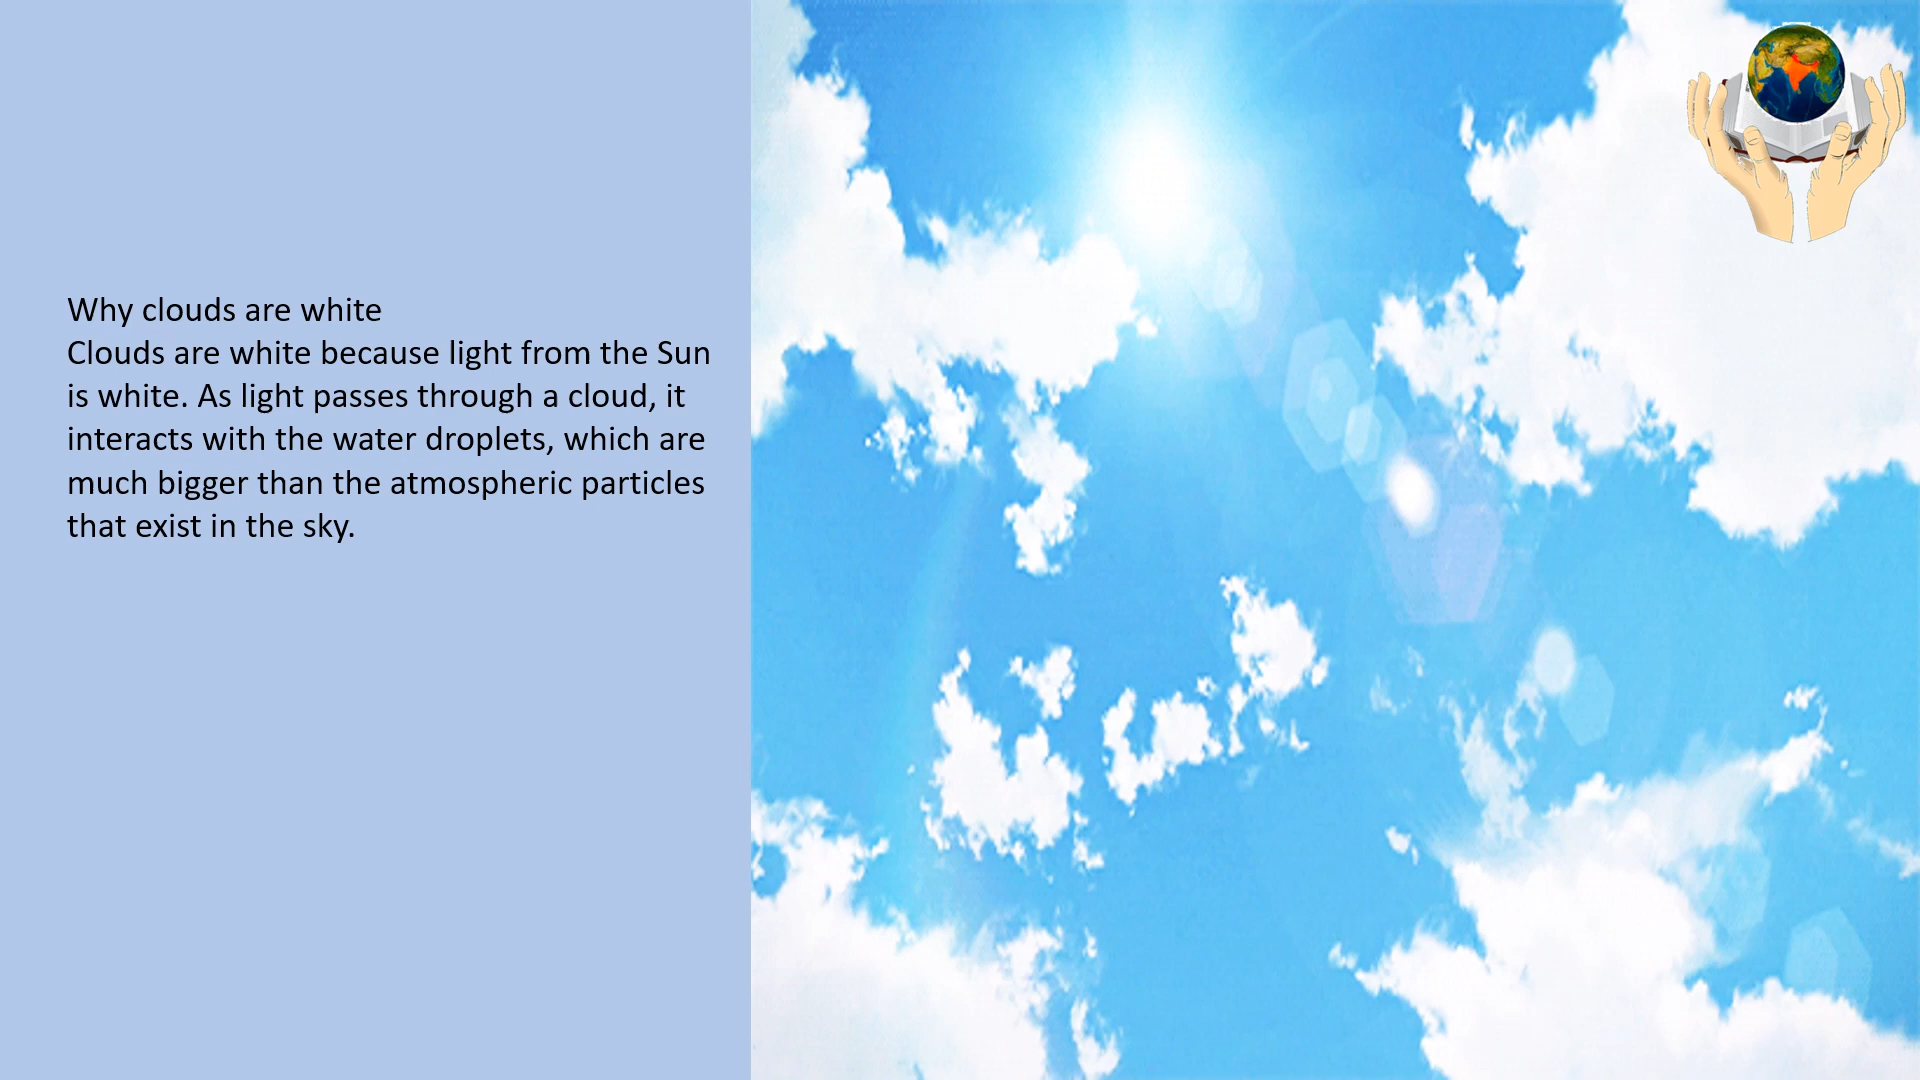 Why clouds are white
Clouds are white because light from the Sun
is white. As light passes through a cloud, it
interacts with the water droplets, which are
much bigger than the atmospheric particles
that exist in the sky.